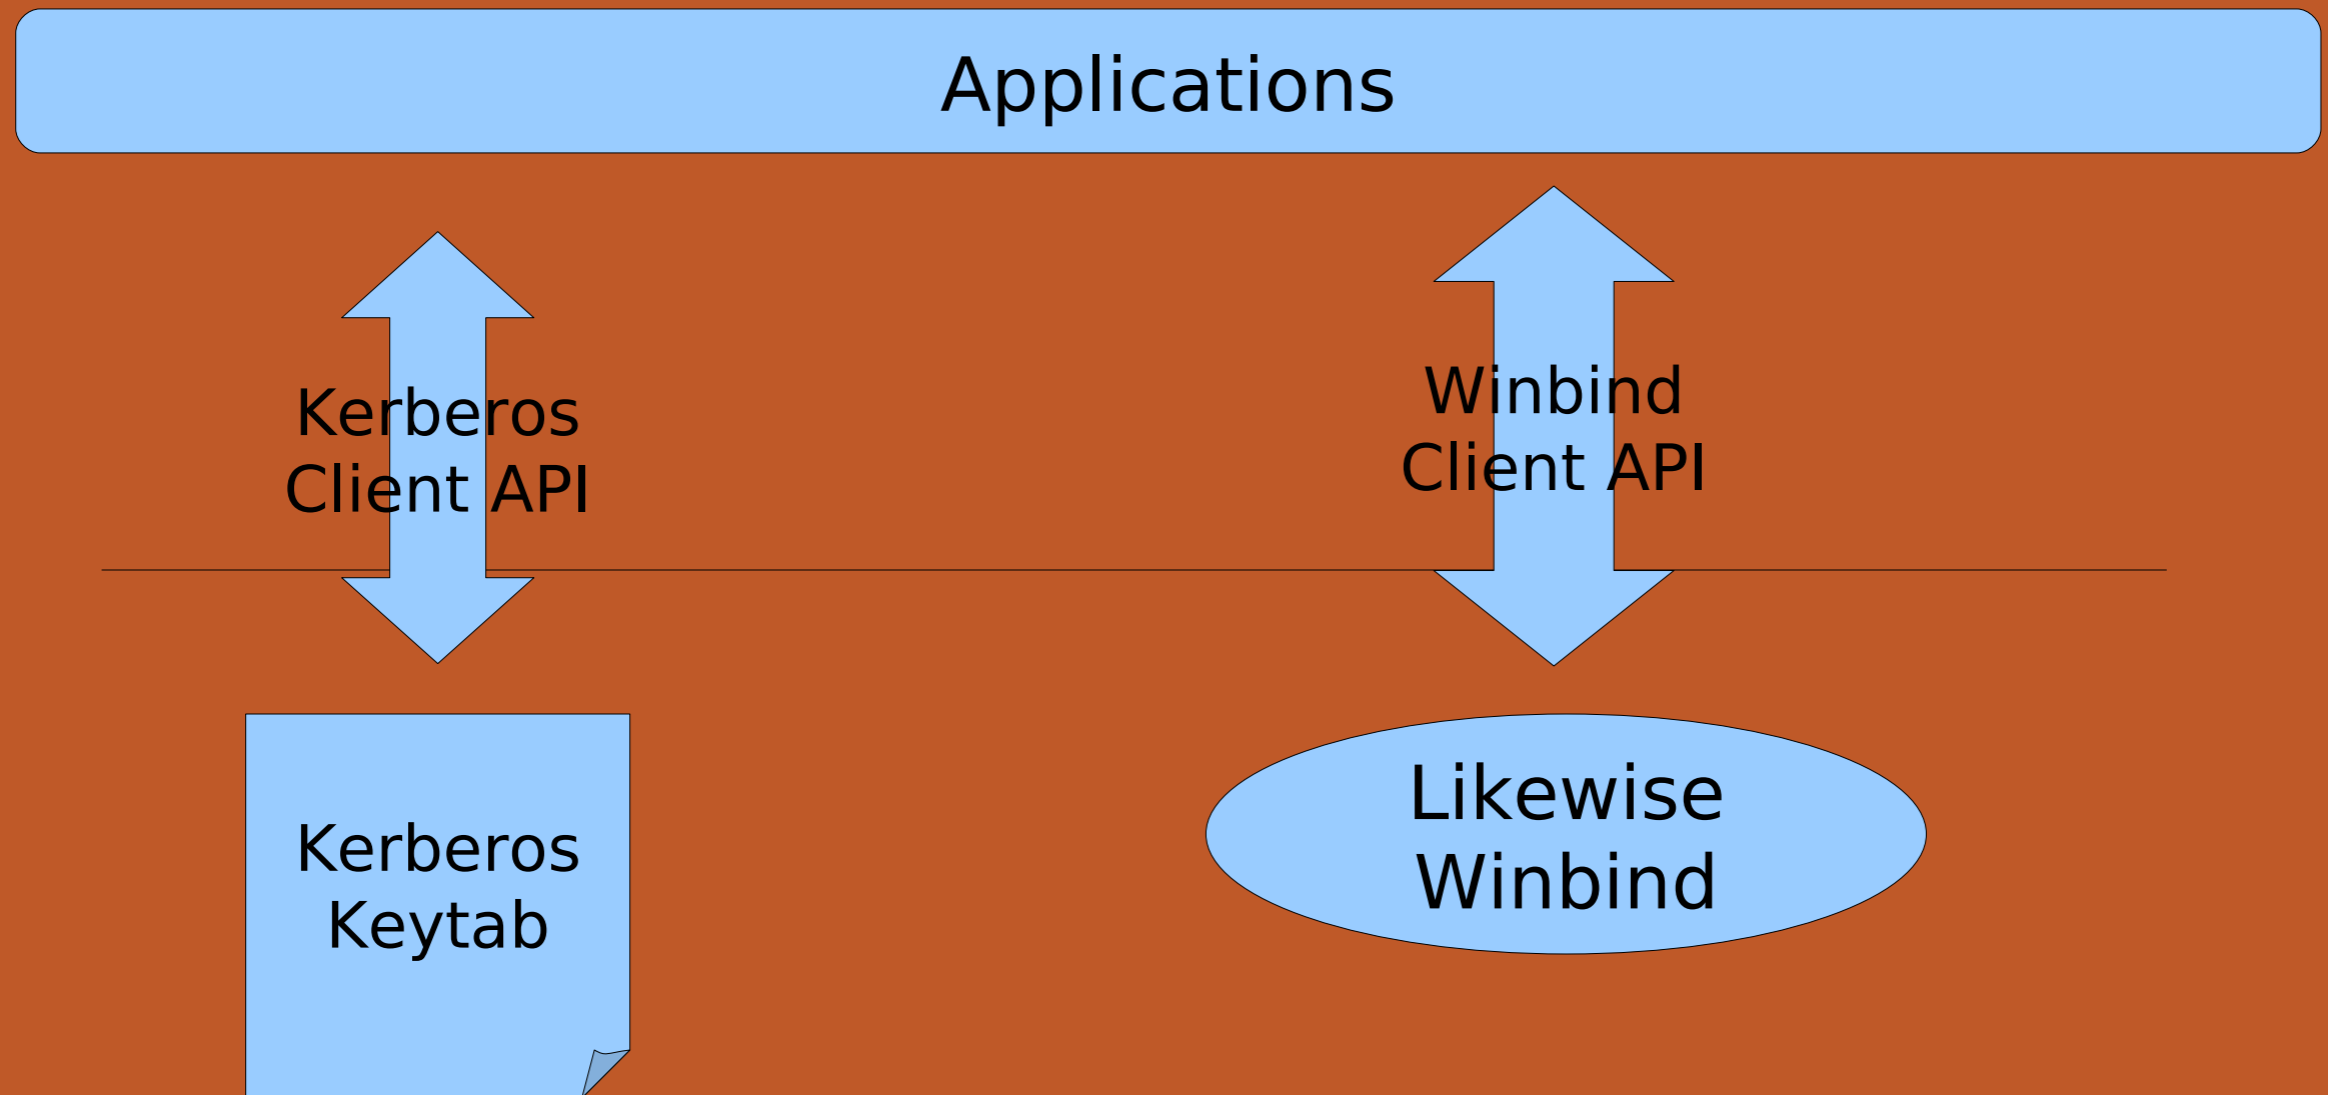 Applications
Kerberos
Client API
Winbind
Client API
Kerberos
Keytab
Likewise
Winbind